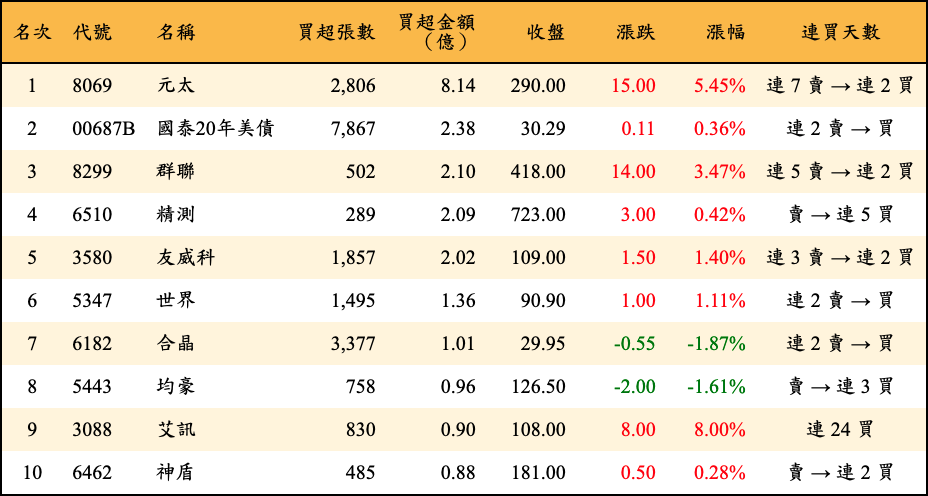 名次 代號 名稱 買超張數 買超金額（億） 收盤 漲跌 漲幅 連買天數
1 8069 元太 2,806 8.14 290.00 15.00 5.45% 連 7 賣 → 連 2 買
2 00687B 國泰20年美債 7,867 2.38 30.29 0.11 0.36% 連 2 賣 → 買
3 8299 群聯 502 2.10 418.00 14.00 3.47% 連 5 賣 → 連 2 買
4 6510 精測 289 2.09 723.00 3.00 0.42% 賣 → 連 5 買
5 3580 友威科 1,857 2.02 109.00 1.50 1.40% 連 3 賣 → 連 2 買
6 5347 世界 1,495 1.36 90.90 1.00 1.11% 連 2 賣 → 買
7 6182 合晶 3,377 1.01 29.95 -0.55 -1.87% 連 2 賣 → 買
8 5443 均豪 758 0.96 126.50 -2.00 -1.61% 賣 → 連 3 買
9 3088 艾訊 830 0.90 108.00 8.00 8.00% 連 24 買
10 6462 神盾 485 0.88 181.00 0.50 0.28% 賣 → 連 2 買